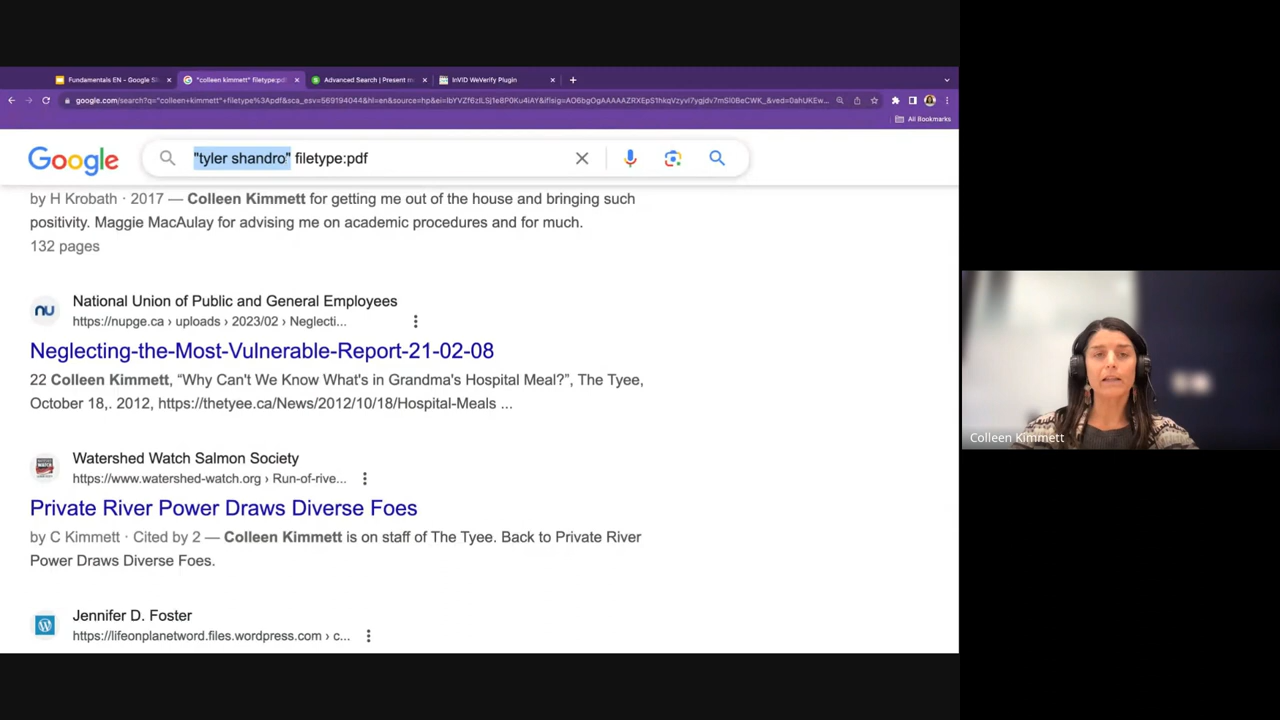 Fundamentals EN - Google Sli
"colleen kimmett" filetype:pdf
Advanced Search | Present m
InVID WeVerify Plugin
All Bookmarks
Google
"tyler shandro" filetype:pdf
by H Krobath · 2017 — Colleen Kimmett for getting me out of the house and bringing such
positivity. Maggie MacAulay for advising me on academic procedures and for much.
132 pages
nu
National Union of Public and General Employees
https://nupge.ca › uploads › 2023/02 › Neglecti...
Neglecting-the-Most-Vulnerable-Report-21-02-08
22 Colleen Kimmett, “Why Can't We Know What's in Grandma's Hospital Meal?”, The Tyee,
October 18,. 2012, https://thetyee.ca/News/2012/10/18/Hospital-Meals ...
Watershed Watch Salmon Society
https://www.watershed-watch.org › Run-of-rive...
Private River Power Draws Diverse Foes
by C Kimmett · Cited by 2 — Colleen Kimmett is on staff of The Tyee. Back to Private River
Power Draws Diverse Foes.
Jennifer D. Foster
https://lifeonplanetword.files.wordpress.com › c...
Colleen Kimmett